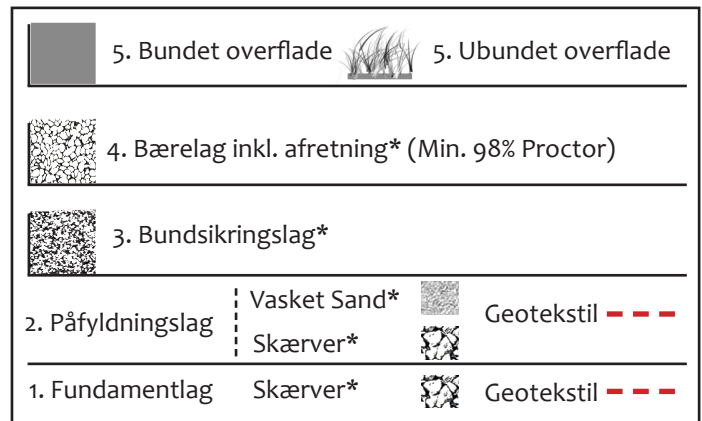 5. Bundet overflade 5. Ubundet overflade
4. Bærelag inkl. afretning* (Min. 98% Proctor)
3. Bundsikringslag*
2. Påfyldningslag Vasket Sand* Geotekstil
Skærver*
1. Fundamentlag Skærver* Geotekstil